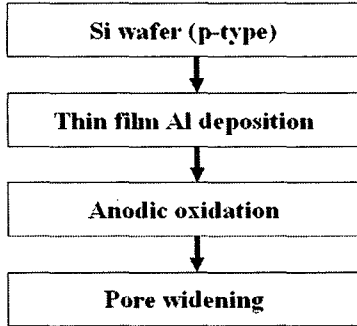 Si wafer (p-type)
Thin film Al deposition
Anodic oxidation
Pore widening